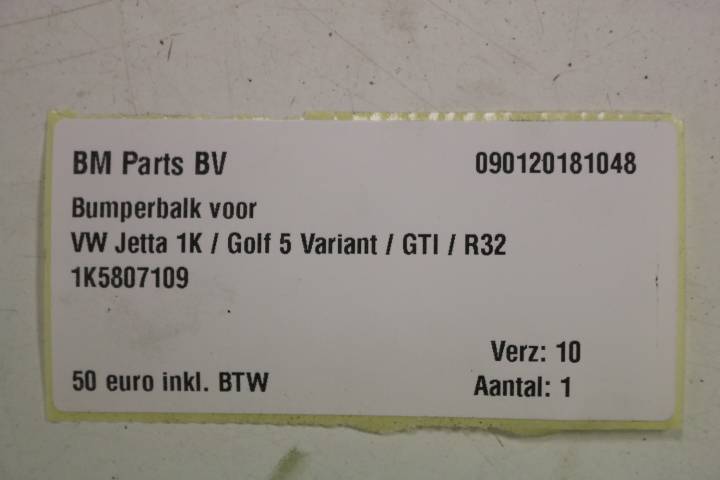 BM Parts BV 090120181048
Bumperbalk voor
VW Jetta 1K / Golf 5 Variant / GTI / R32
1K5807109
Verz: 10
50 euro inkl. BTW Aantal: 1